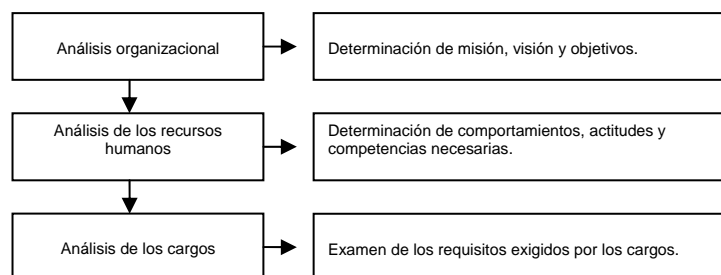 Análisis organizacional
Determinación de misión, visión y objetivos.
Análisis de los recursos
humanos
Determinación de comportamientos, actitudes y
competencias necesarias.
Análisis de los cargos
Examen de los requisitos exigidos por los cargos.